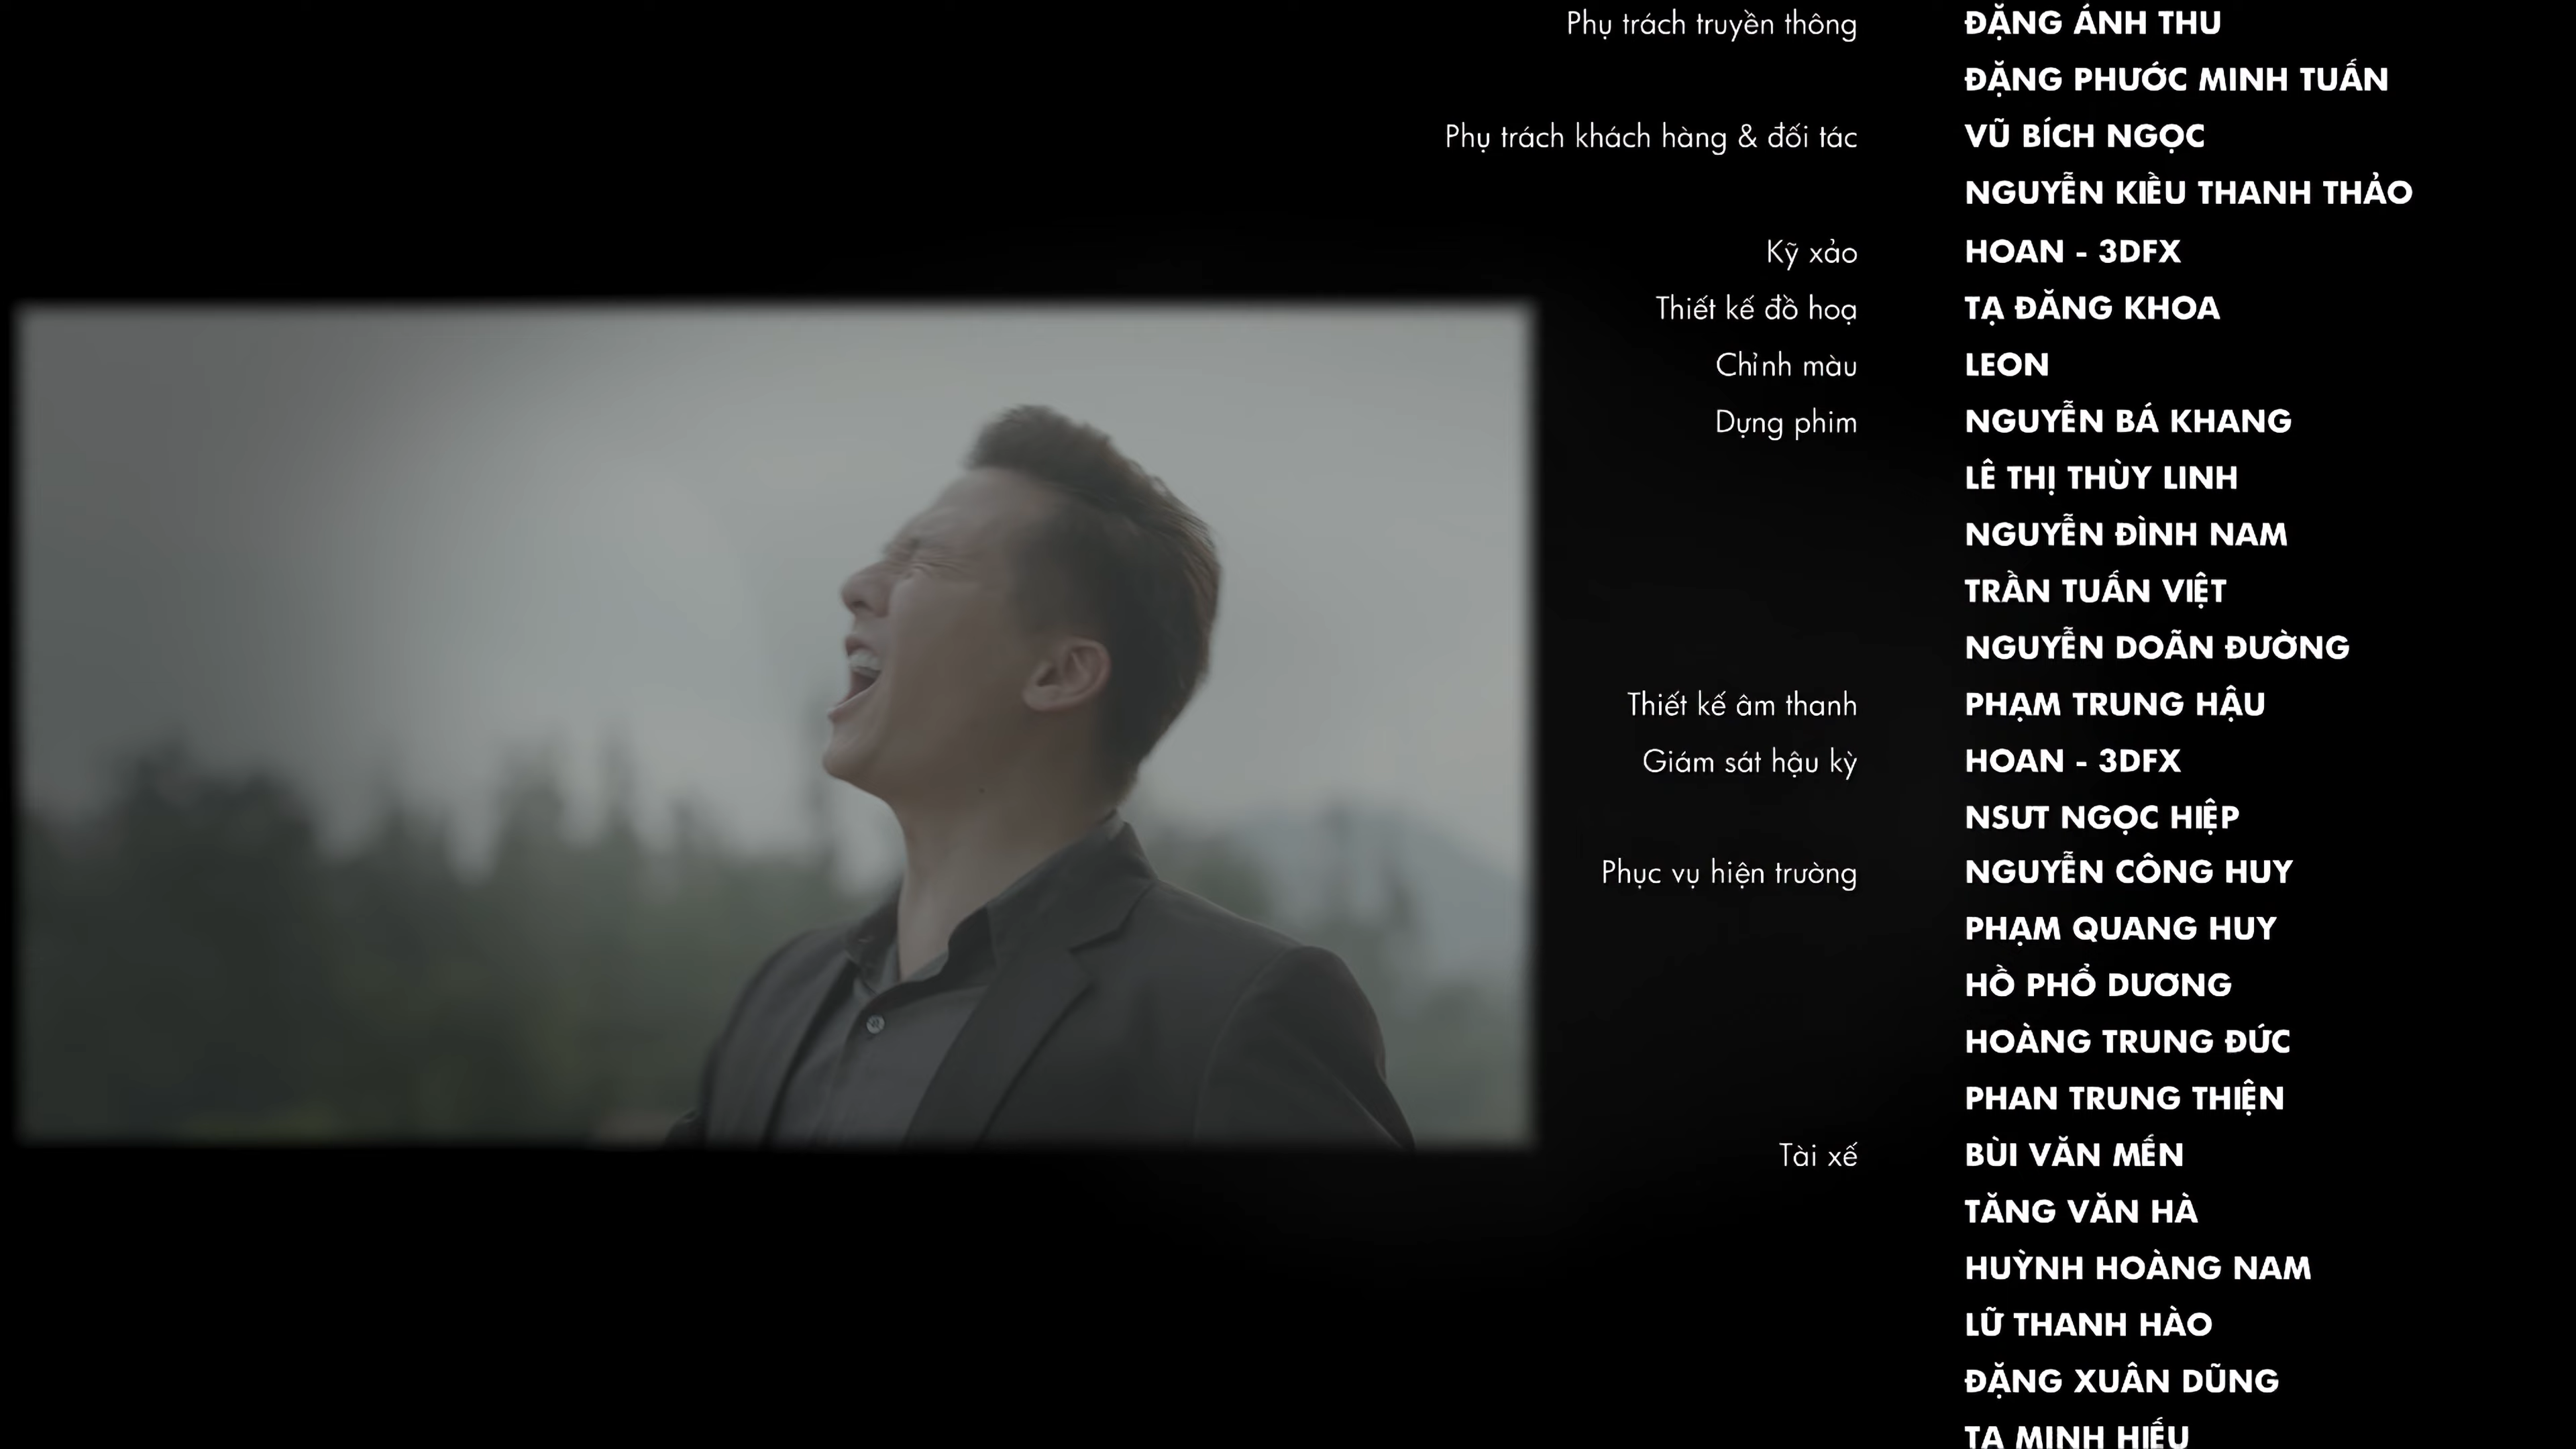 Phụ trách truyền thông ĐẶNG ÁNH THU
ĐẶNG PHƯỚC MINH TUẤN
Phụ trách khách hàng & đối tác VŨ BÍCH NGỌC
NGUYỄN KIỀU THANH THẢO
Kỹ xảo HOAN - 3DFX
Thiết kế đồ hoạ TẠ ĐĂNG KHOA
Chỉnh màu LEON
Dựng phim NGUYỄN BÁ KHANG
LÊ THỊ THÙY LINH
NGUYỄN ĐÌNH NAM
TRẦN TUẤN VIỆT
NGUYỄN DOÃN ĐƯỜNG
Thiết kế âm thanh PHẠM TRUNG HẬU
Giám sát hậu kỳ HOAN - 3DFX
NSƯT NGỌC HIỆP
Phục vụ hiện trường NGUYỄN CÔNG HUY
PHẠM QUANG HUY
HỒ PHỔ DƯƠNG
HOÀNG TRUNG ĐỨC
PHAN TRUNG THIỆN
Tài xế BÙI VĂN MẾN
TĂNG VĂN HÀ
HUỲNH HOÀNG NAM
LỮ THANH HÀO
ĐẶNG XUÂN DŨNG
TẠ MINH HIẾU